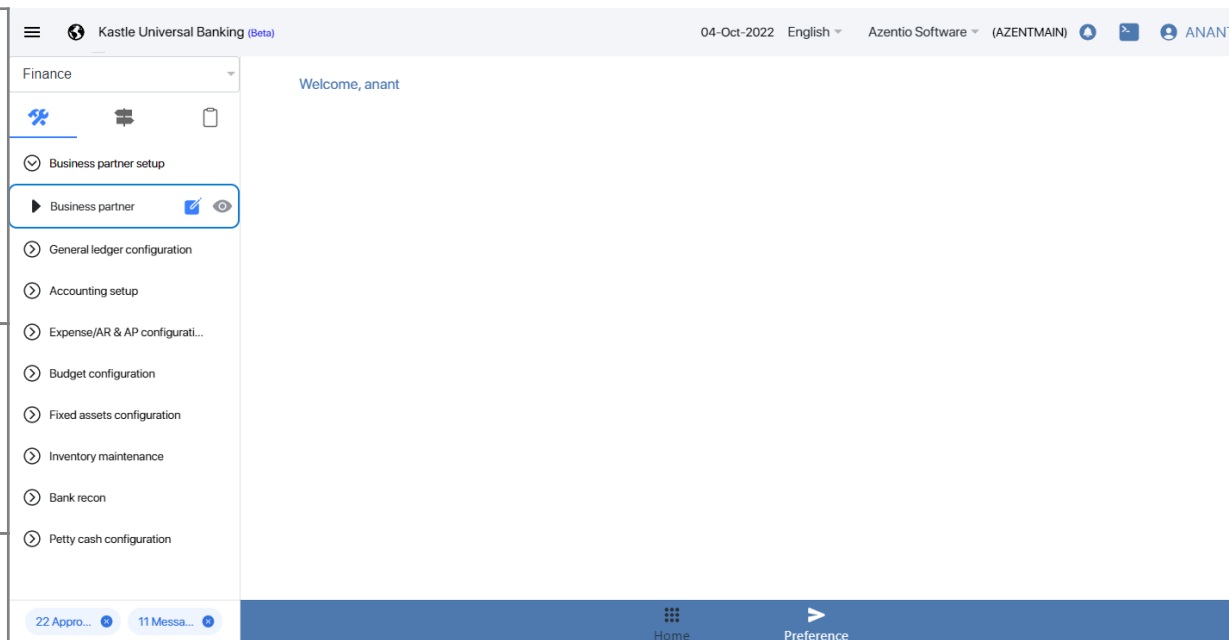 Kastle Universal Banking (Beta)
04-Oct-2022 English Azentio Software (AZENTMAIN) ANANT
Finance
Welcome, anant
Business partner setup
Business partner
General ledger configuration
Accounting setup
Expense/AR & AP configurati...
Budget configuration
Fixed assets configuration
Inventory maintenance
Bank recon
Petty cash configuration
22 Appro... 11 Messa...
Home Preference